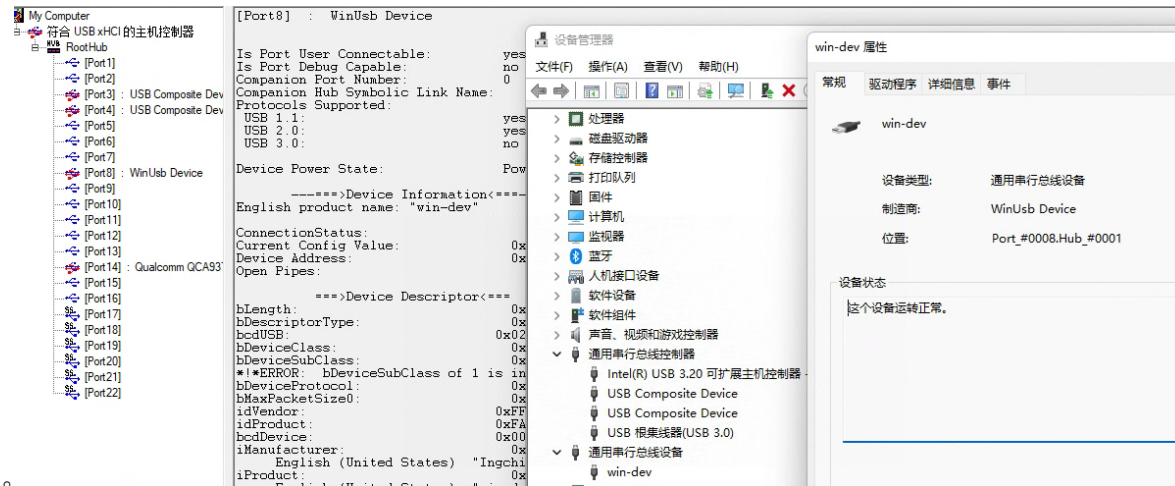 My Computer
符合 USB xHCI 的主机控制器
RootHub
[Port1]
[Port2]
[Port3] : USB Composite Dev
[Port4] : USB Composite Dev
[Port5]
[Port6]
[Port7]
[Port8] : WinUsb Device
[Port9]
[Port10]
[Port11]
[Port12]
[Port13]
[Port14] : Qualcomm QCA93
[Port15]
[Port16]
[Port17]
[Port18]
[Port19]
[Port20]
[Port21]
[Port22]
[Port8] : WinUsb Device
Is Port User Connectable: yes
Is Port Debug Capable: no
Companion Port Number: 0
Companion Hub Symbolic Link Name:
Protocols Supported:
USB 1.1: yes
USB 2.0: yes
USB 3.0: no
Device Power State: Pow
---===>Device Information<===-
English product name: "win-dev"
ConnectionStatus:
Current Config Value: 0x
Device Address: 0x
Open Pipes:
===>Device Descriptor<===
bLength: 0x
bDescriptorType: 0x
bcdUSB: 0x02
bDeviceClass: 0x
bDeviceSubClass: 0x
*!*ERROR: bDeviceSubClass of 1 is in
bDeviceProtocol: 0x
bMaxPacketSize0: 0x
idVendor: 0xFF
idProduct: 0xFA
bcdDevice: 0x00
iManufacturer: 0x
English (United States) "Ingchi
iProduct: 0x
设备管理器
文件(F) 操作(A) 查看(V) 帮助(H)
处理器
磁盘驱动器
存储控制器
打印队列
固件
计算机
监视器
蓝牙
人机接口设备
软件设备
软件组件
声音、视频和游戏控制器
通用串行总线控制器
Intel(R) USB 3.20 可扩展主机控制器 -
USB Composite Device
USB Composite Device
USB 根集线器(USB 3.0)
通用串行总线设备
win-dev
win-dev 属性
常规 驱动程序 详细信息 事件
win-dev
设备类型: 通用串行总线设备
制造商: WinUsb Device
位置: Port_#0008.Hub_#0001
设备状态
这个设备运转正常。